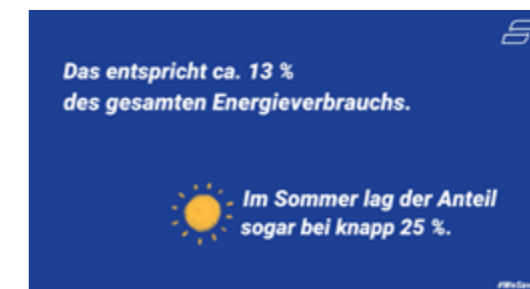 Das entspricht ca. 13 %
des gesamten Energieverbrauchs.
Im Sommer lag der Anteil
sogar bei knapp 25 %.